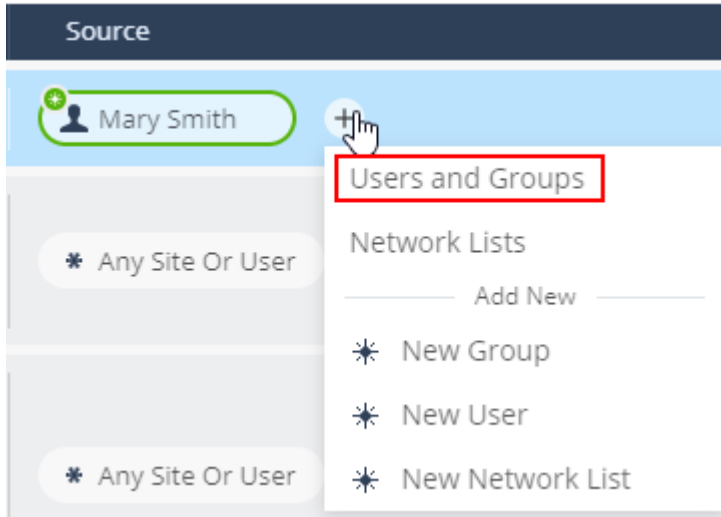 Source
Mary Smith
Users and Groups
Network Lists
Any Site Or User
Add New
New Group
New User
Any Site Or User
New Network List